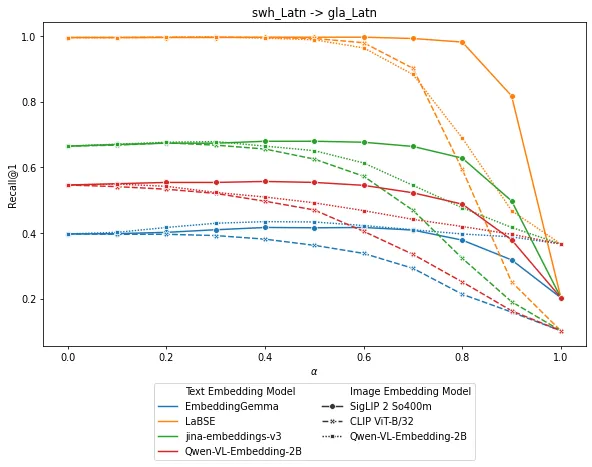 swh_Latn -> gla_Latn
Recall@1
1.0
0.8
0.6
0.4
0.2
0.0 0.2 0.4 0.6 0.8 1.0
α
Text Embedding Model Image Embedding Model
EmbeddingGemma SigLIP 2 So400m
LaBSE CLIP ViT-B/32
jina-embeddings-v3 Qwen-VL-Embedding-2B
Qwen-VL-Embedding-2B